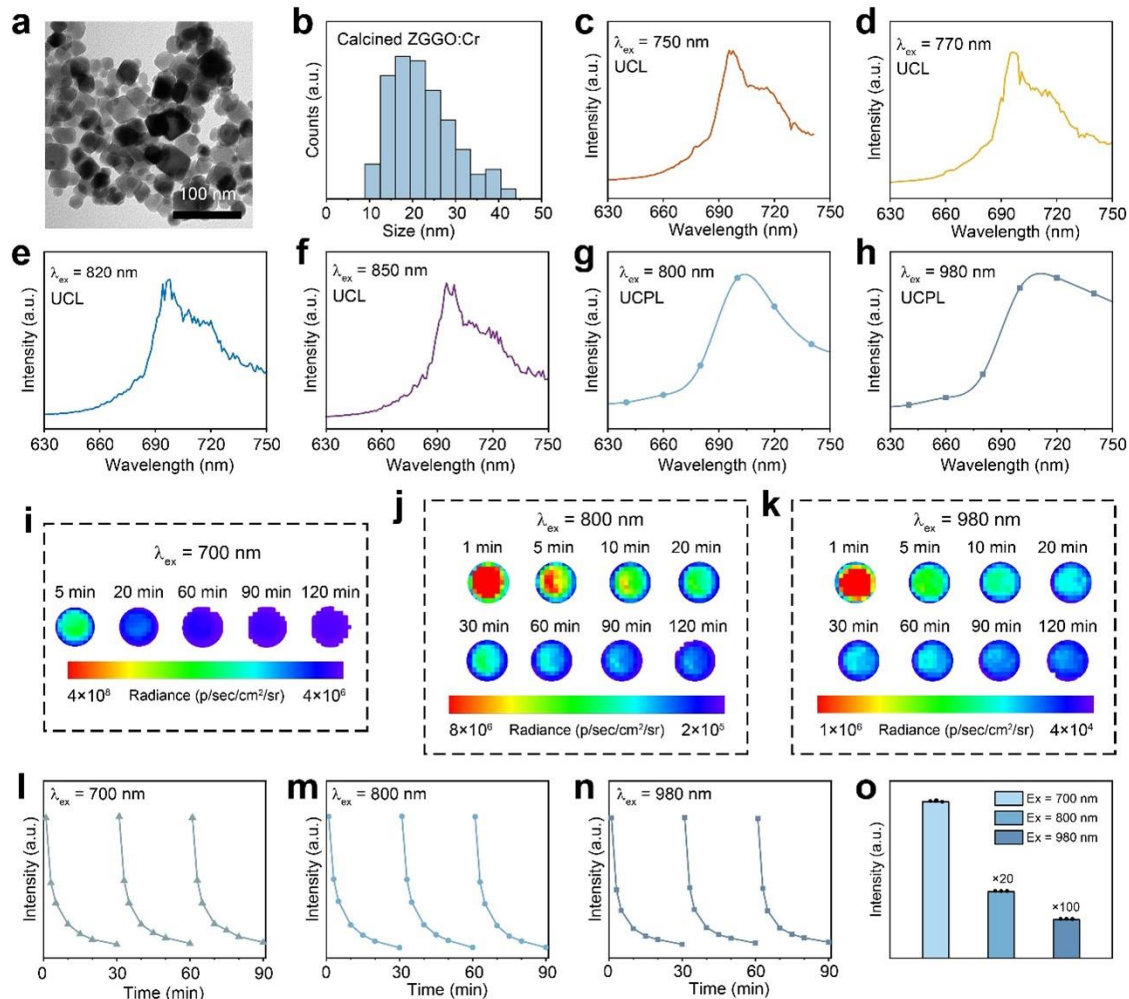 a
100 nm
b
Calcined ZGGO:Cr
Counts (a.u.)
0 10 20 30 40 50
Size (nm)
c
λex = 750 nm
UCL
Intensity (a.u.)
630 660 690 720 750
Wavelength (nm)
d
λex = 770 nm
UCL
Intensity (a.u.)
630 660 690 720 750
Wavelength (nm)
e
λex = 820 nm
UCL
Intensity (a.u.)
630 660 690 720 750
Wavelength (nm)
f
λex = 850 nm
UCL
Intensity (a.u.)
630 660 690 720 750
Wavelength (nm)
g
λex = 800 nm
UCPL
Intensity (a.u.)
630 660 690 720 750
Wavelength (nm)
h
λex = 980 nm
UCPL
Intensity (a.u.)
630 660 690 720 750
Wavelength (nm)
i
λex = 700 nm
5 min 20 min 60 min 90 min 120 min
4×10⁸ Radiance (p/sec/cm²/sr) 4×10⁶
j
λex = 800 nm
1 min 5 min 10 min 20 min
30 min 60 min 90 min 120 min
8×10⁶ Radiance (p/sec/cm²/sr) 2×10⁵
k
λex = 980 nm
1 min 5 min 10 min 20 min
30 min 60 min 90 min 120 min
1×10⁶ Radiance (p/sec/cm²/sr) 4×10⁴
l
λex = 700 nm
Intensity (a.u.)
0 30 60 90
Time (min)
m
λex = 800 nm
Intensity (a.u.)
0 30 60 90
Time (min)
n
λex = 980 nm
Intensity (a.u.)
0 30 60 90
Time (min)
o
Ex = 700 nm
Ex = 800 nm
Ex = 980 nm
×20
×100
Intensity (a.u.)